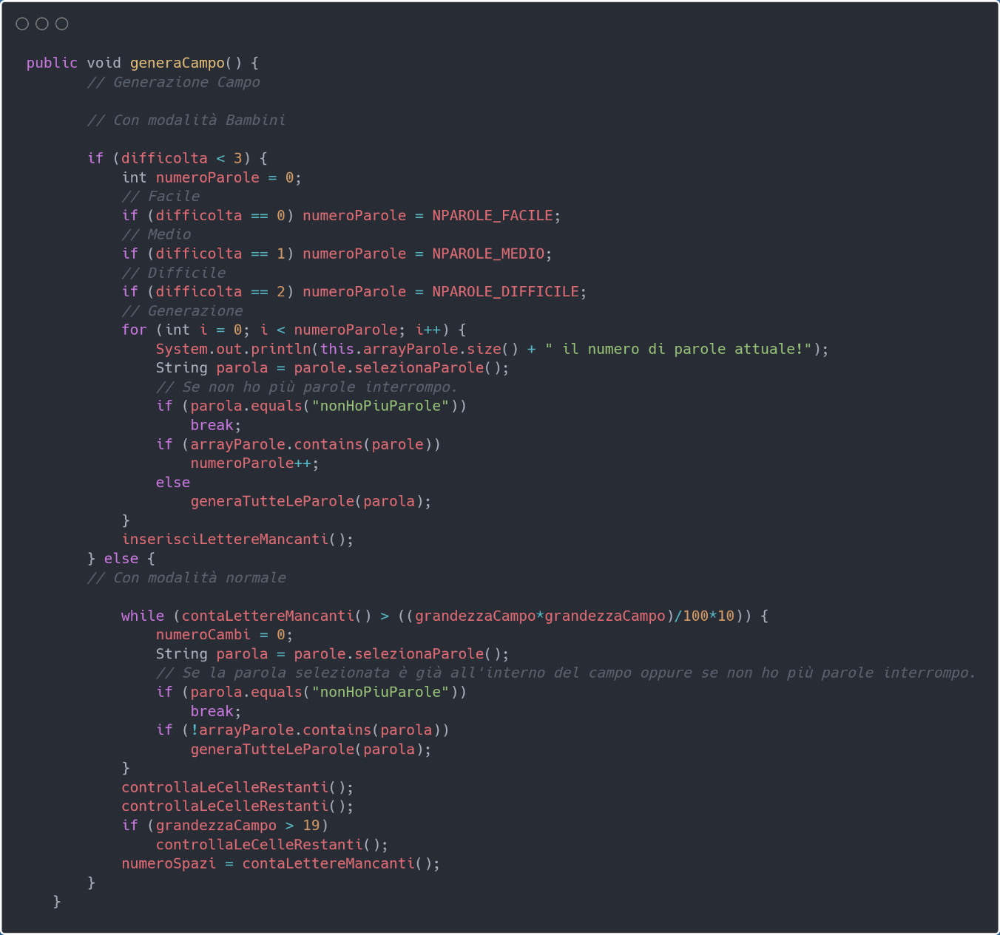 public void generaCampo() {
// Generazione Campo
// Con modalità Bambini
if (difficolta < 3) {
int numeroParole = 0;
// Facile
if (difficolta == 0) numeroParole = NPAROLE_FACILE;
// Medio
if (difficolta == 1) numeroParole = NPAROLE_MEDIO;
// Difficile
if (difficolta == 2) numeroParole = NPAROLE_DIFFICILE;
// Generazione
for (int i = 0; i < numeroParole; i++) {
System.out.println(this.arrayParole.size() + " il numero di parole attuale!");
String parola = parole.selezionaParole();
// Se non ho più parole interrompo.
if (parola.equals("nonHoPiuParole"))
break;
if (arrayParole.contains(parole))
numeroParole++;
else
generaTutteLeParole(parola);
}
inserisciLettereMancanti();
} else {
// Con modalità normale
while (contaLettereMancanti() > ((grandezzaCampo*grandezzaCampo)/100*10)) {
numeroCambi = 0;
String parola = parole.selezionaParole();
// Se la parola selezionata è già all'interno del campo oppure se non ho più parole interrompo.
if (parola.equals("nonHoPiuParole"))
break;
if (!arrayParole.contains(parola))
generaTutteLeParole(parola);
}
controllaLeCelleRestanti();
controllaLeCelleRestanti();
if (grandezzaCampo > 19)
controllaLeCelleRestanti();
numeroSpazi = contaLettereMancanti();
}
}